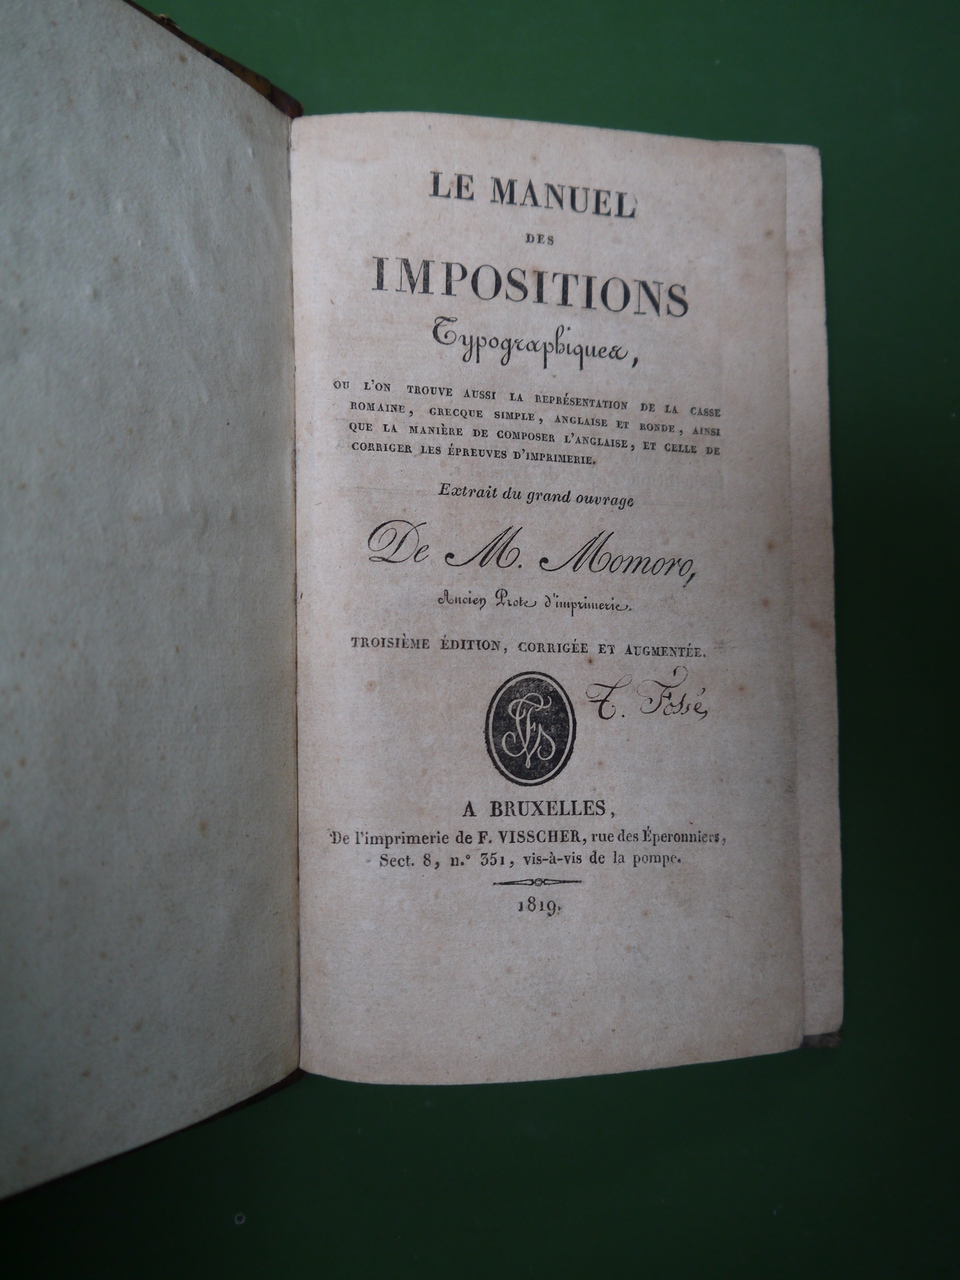 LE MANUEL
DES
IMPOSITIONS
Typographiques,
OU L'ON TROUVE AUSSI LA REPRÉSENTATION DE LA CASSE
ROMAINE, GRECQUE SIMPLE, ANGLAISE ET RONDE, AINSI
QUE LA MANIÈRE DE COMPOSER L'ANGLAISE, ET CELLE DE
CORRIGER LES ÉPREUVES D'IMPRIMERIE.
Extrait du grand ouvrage
De M. Momoro,
Ancien Prote d'imprimerie.
TROISIÈME ÉDITION, CORRIGÉE ET AUGMENTÉE.
T. Fossé
A BRUXELLES,
De l'imprimerie de F. VISSCHER, rue des Éperonniers,
Sect. 8, n.° 351, vis-à-vis de la pompe.
1819.